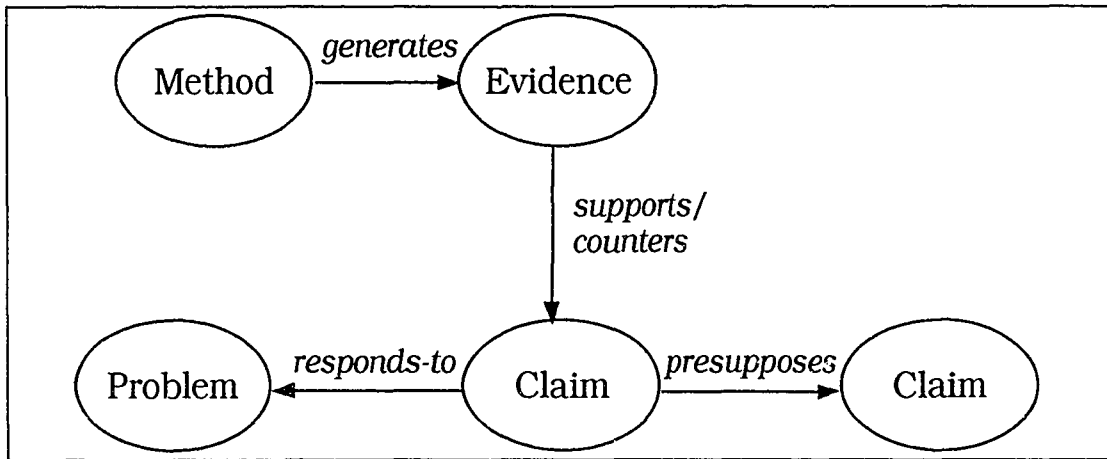 generates
Method
Evidence
supports/
counters
responds-to
presupposes
Problem
Claim
Claim